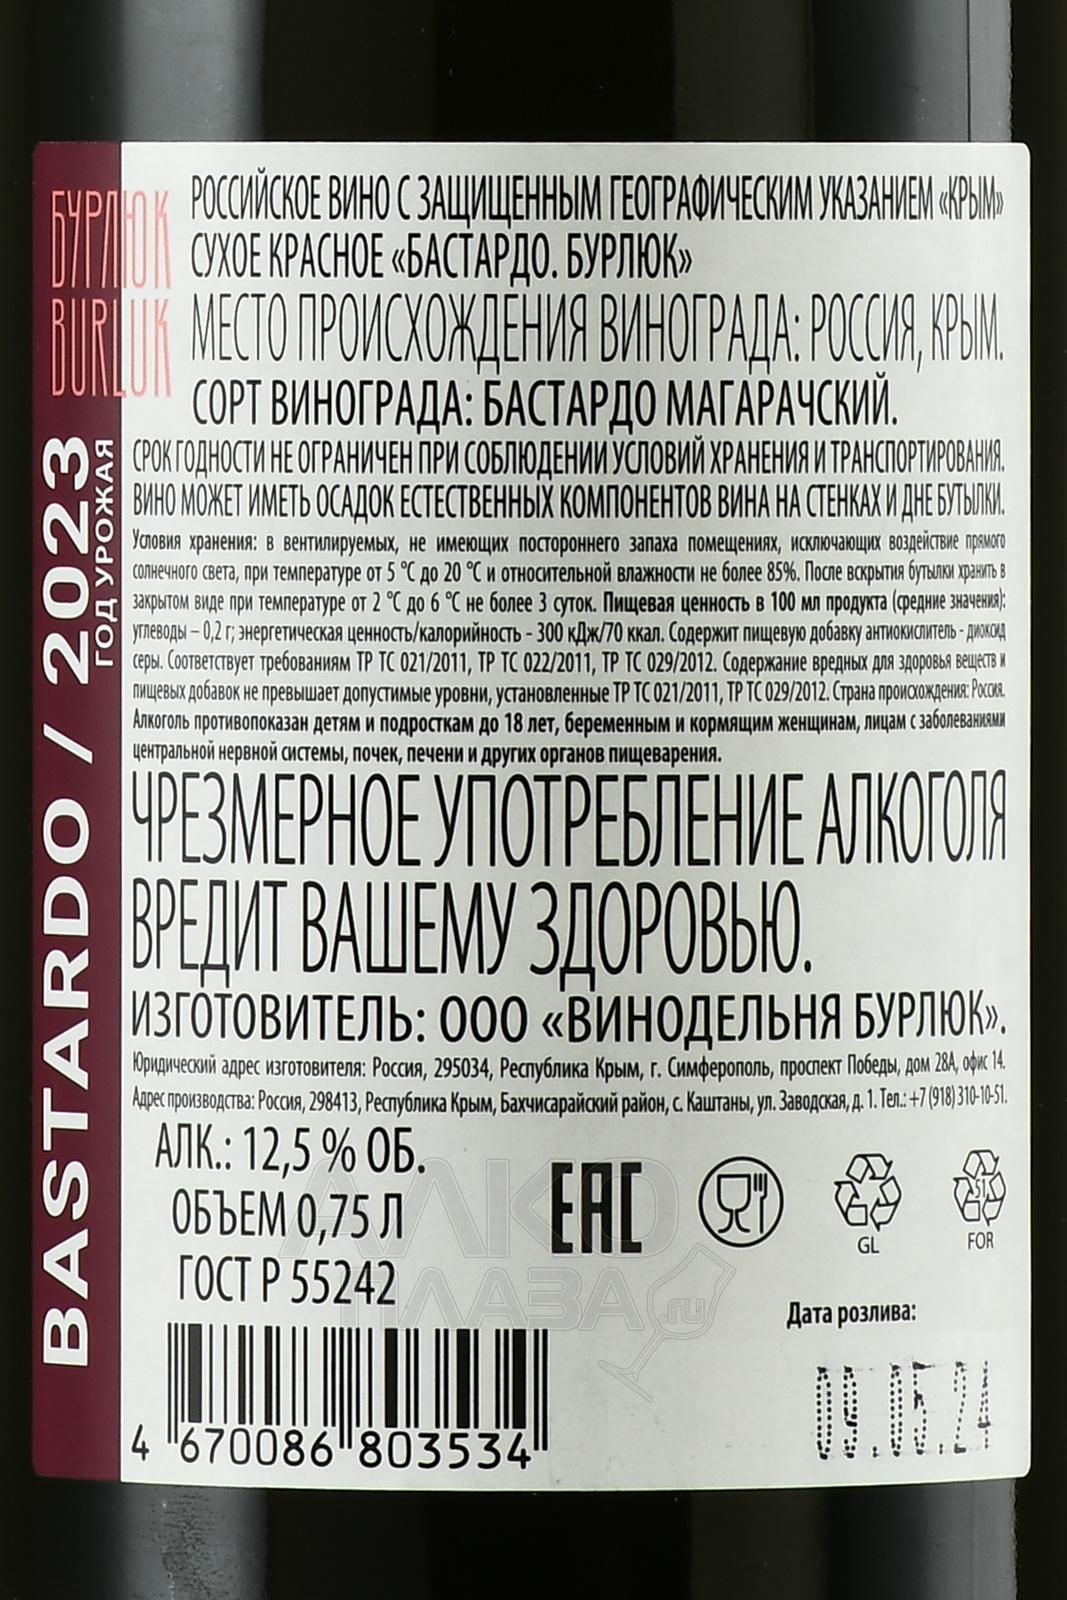 БУРЛЮК
BURLUK
BASTARDO / 2023
ГОД УРОЖАЯ
РОССИЙСКОЕ ВИНО С ЗАЩИЩЕННЫМ ГЕОГРАФИЧЕСКИМ УКАЗАНИЕМ «КРЫМ»
СУХОЕ КРАСНОЕ «БАСТАРДО. БУРЛЮК»
МЕСТО ПРОИСХОЖДЕНИЯ ВИНОГРАДА: РОССИЯ, КРЫМ.
СОРТ ВИНОГРАДА: БАСТАРДО МАГАРАЧСКИЙ.
СРОК ГОДНОСТИ НЕ ОГРАНИЧЕН ПРИ СОБЛЮДЕНИИ УСЛОВИЙ ХРАНЕНИЯ И ТРАНСПОРТИРОВАНИЯ.
ВИНО МОЖЕТ ИМЕТЬ ОСАДОК ЕСТЕСТВЕННЫХ КОМПОНЕНТОВ ВИНА НА СТЕНКАХ И ДНЕ БУТЫЛКИ.
Условия хранения: в вентилируемых, не имеющих постороннего запаха помещениях, исключающих воздействие прямого
солнечного света, при температуре от 5 °С до 20 °С и относительной влажности не более 85%. После вскрытия бутылки хранить в
закрытом виде при температуре от 2 °С до 6 °С не более 3 суток. Пищевая ценность в 100 мл продукта (средние значения):
углеводы – 0,2 г; энергетическая ценность/калорийность - 300 кДж/70 ккал. Содержит пищевую добавку антиокислитель - диоксид
серы. Соответствует требованиям ТР ТС 021/2011, ТР ТС 022/2011, ТР ТС 029/2012. Содержание вредных для здоровья веществ и
пищевых добавок не превышает допустимые уровни, установленные ТР ТС 021/2011, ТР ТС 029/2012. Страна происхождения: Россия.
Алкоголь противопоказан детям и подросткам до 18 лет, беременным и кормящим женщинам, лицам с заболеваниями
центральной нервной системы, почек, печени и других органов пищеварения.
ЧРЕЗМЕРНОЕ УПОТРЕБЛЕНИЕ АЛКОГОЛЯ
ВРЕДИТ ВАШЕМУ ЗДОРОВЬЮ.
ИЗГОТОВИТЕЛЬ: ООО «ВИНОДЕЛЬНЯ БУРЛЮК».
Юридический адрес изготовителя: Россия, 295034, Республика Крым, г. Симферополь, проспект Победы, дом 28А, офис 14.
Адрес производства: Россия, 298413, Республика Крым, Бахчисарайский район, с. Каштаны, ул. Заводская, д. 1. Тел.: +7 (918) 310-10-51.
АЛК.: 12,5 % ОБ.
ОБЪЕМ 0,75 Л
ГОСТ Р 55242
ЕАС
GL
51
FOR
АЛКО
ПЛАЗА.ru
Дата розлива:
09.05.24
4 670086 803534